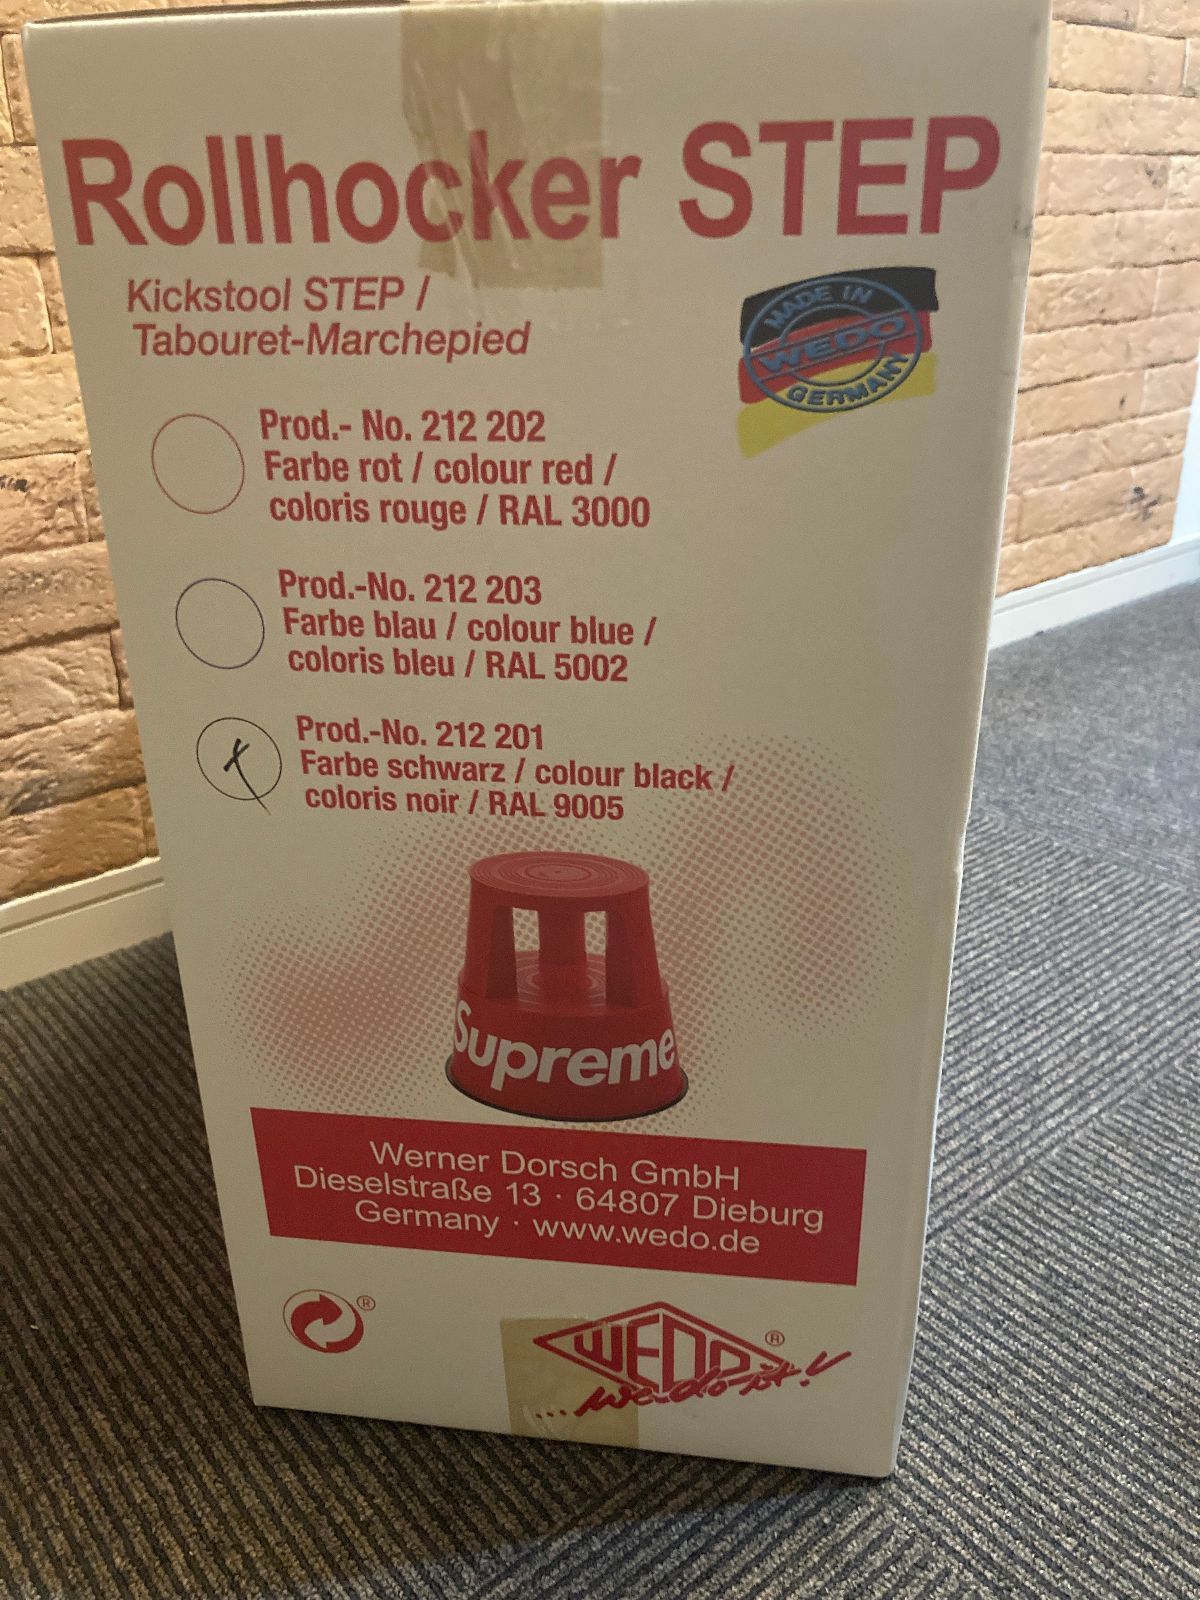 Rollhocker STEP
Kickstool STEP /
Tabouret-Marchepied
MADE IN
WEDO
GERMANY
Prod.- No. 212 202
Farbe rot / colour red /
coloris rouge / RAL 3000
Prod.-No. 212 203
Farbe blau / colour blue /
coloris bleu / RAL 5002
Prod.-No. 212 201
Farbe schwarz / colour black /
coloris noir / RAL 9005
Supreme
Werner Dorsch GmbH
Dieselstraße 13 · 64807 Dieburg
Germany · www.wedo.de
®
WEDO ®
...we do it!